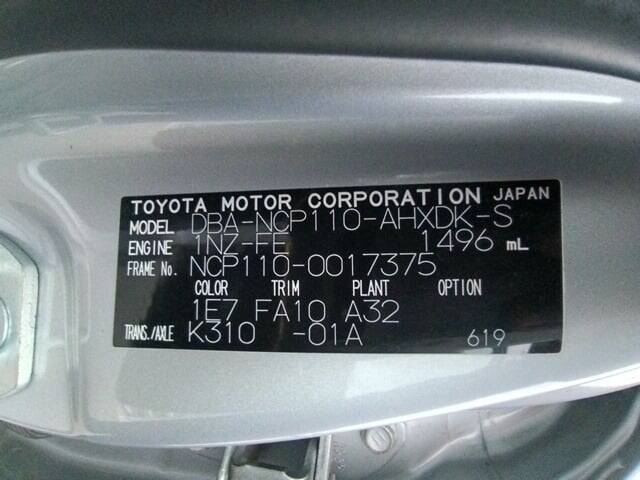 TOYOTA MOTOR CORPORATION JAPAN
MODEL DBA-NCP110-AHXDK-S
ENGINE 1NZ-FE 1496 mL
FRAME No. NCP110-0017375
COLOR TRIM PLANT OPTION
1E7 FA10 A32
TRANS./AXLE K310 -01A 619